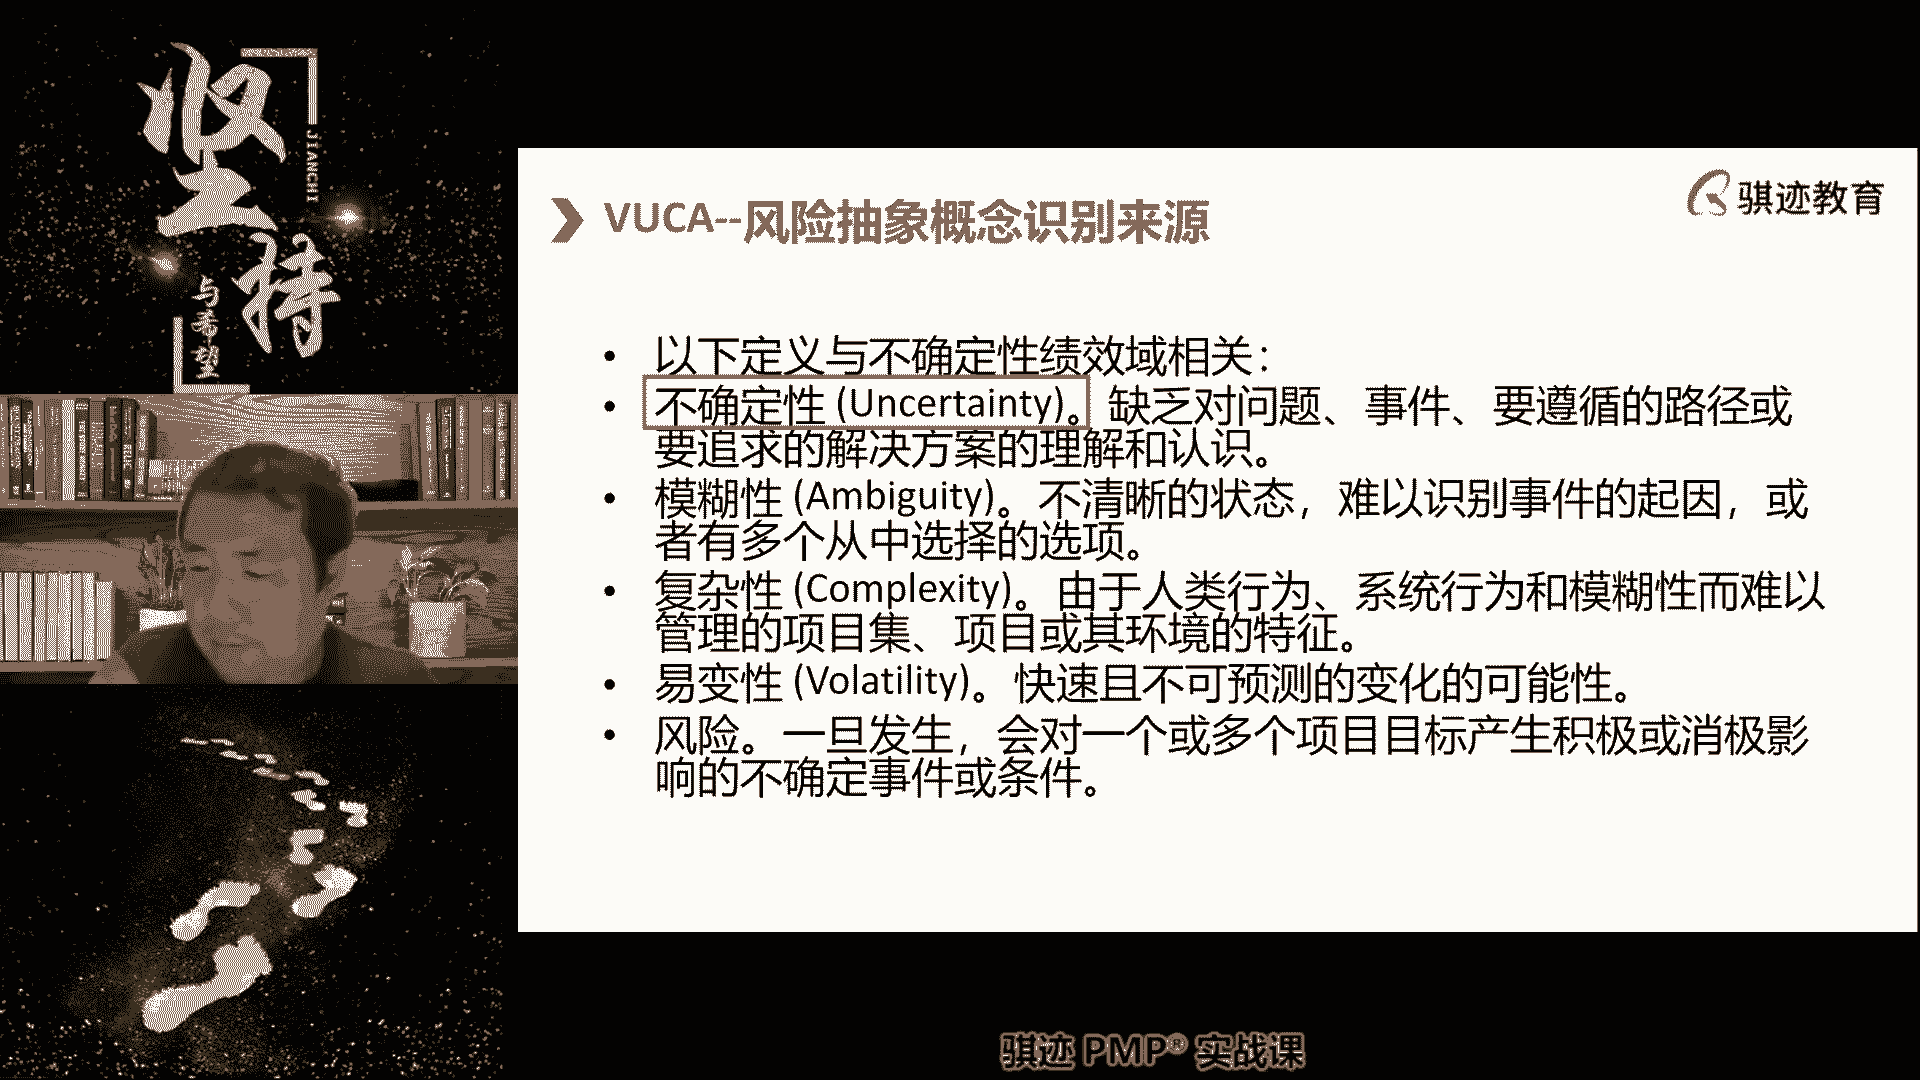 坚持
JIANCHI
与希望
骐迹教育
VUCA--风险抽象概念识别来源
• 以下定义与不确定性绩效域相关：
• 不确定性 (Uncertainty)。缺乏对问题、事件、要遵循的路径或
要追求的解决方案的理解和认识。
• 模糊性 (Ambiguity)。不清晰的状态，难以识别事件的起因，或
者有多个从中选择的选项。
• 复杂性 (Complexity)。由于人类行为、系统行为和模糊性而难以
管理的项目集、项目或其环境的特征。
• 易变性 (Volatility)。快速且不可预测的变化的可能性。
• 风险。一旦发生，会对一个或多个项目目标产生积极或消极影
响的不确定事件或条件。
骐迹 PMP® 实战课